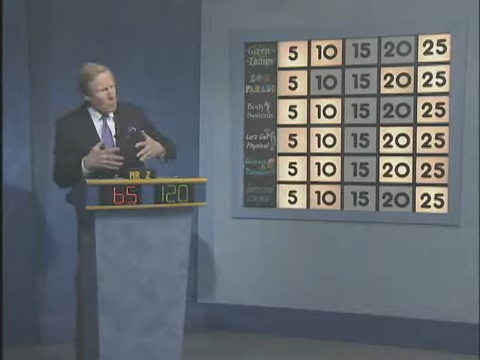 Green Things 5 10 15 20 25
ZOO PARADE 5 10 15 20 25
Body Systems 5 10 15 20 25
Let's Get Physical 5 10 15 20 25
5 10 15 20 25
5 10 15 20 25
MR. Z
65 120